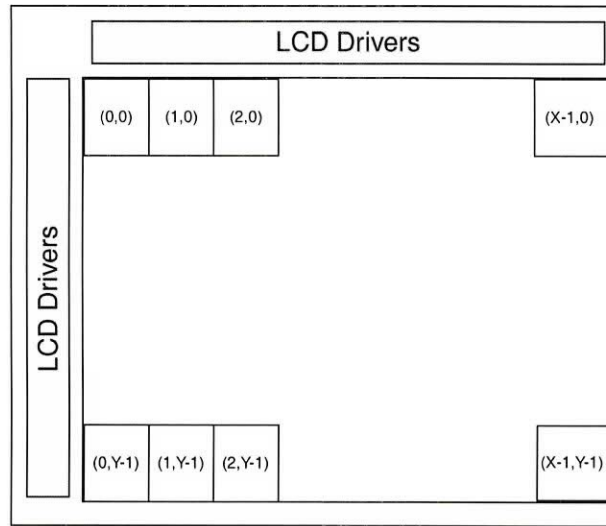 LCD Drivers
LCD Drivers
(0,0) (1,0) (2,0) (X-1,0)
(0,Y-1) (1,Y-1) (2,Y-1) (X-1,Y-1)